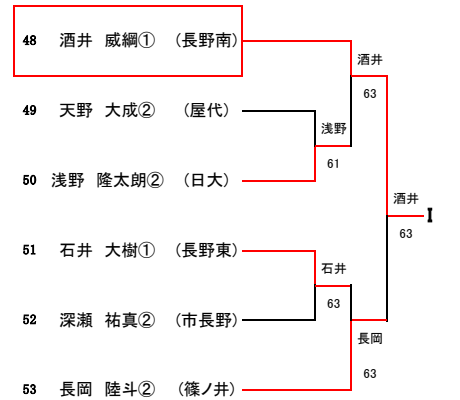 48 酒井 威綱① (長野南)
酒井
63
49 天野 大成② (屋代)
浅野
61
50 浅野 隆太朗② (日大)
酒井
I
63
51 石井 大樹① (長野東)
石井
63
52 深瀬 祐真② (市長野)
長岡
63
53 長岡 陸斗② (篠ノ井)